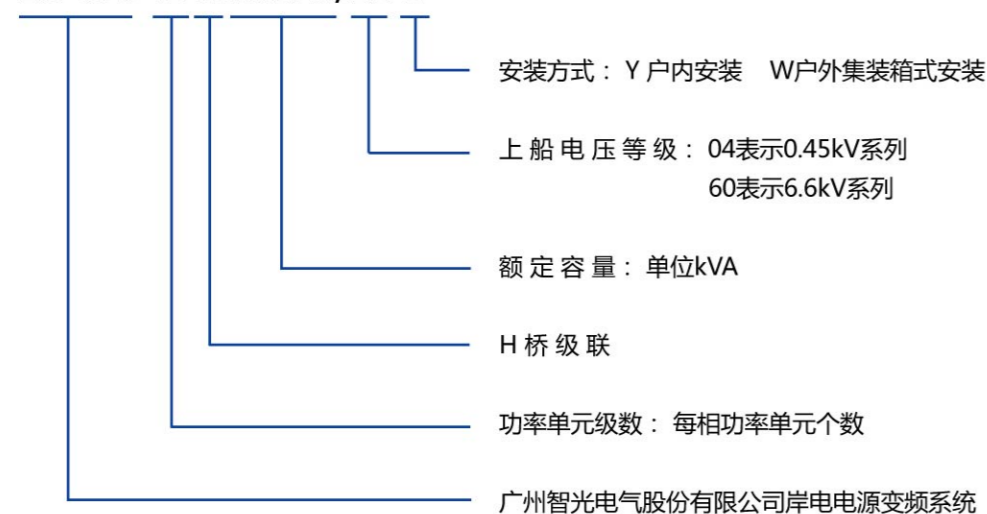 安装方式：Y 户内安装 W户外集装箱式安装
上船电压等级：04表示0.45kV系列
60表示6.6kV系列
额定容量：单位kVA
H 桥级联
功率单元级数：每相功率单元个数
广州智光电气股份有限公司岸电电源变频系统